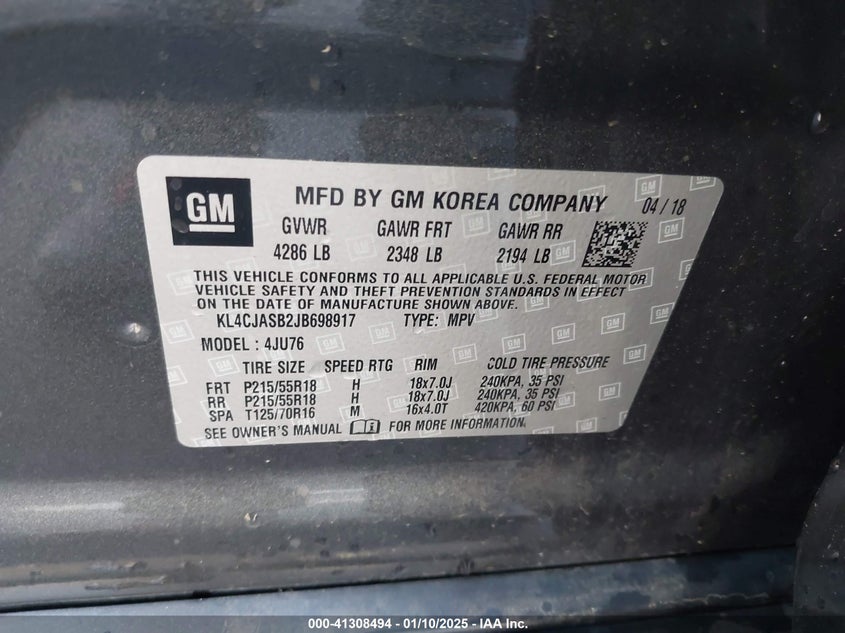 GM
MFD BY GM KOREA COMPANY 04 / 18
GVWR GAWR FRT GAWR RR
4286 LB 2348 LB 2194 LB
THIS VEHICLE CONFORMS TO ALL APPLICABLE U.S. FEDERAL MOTOR
VEHICLE SAFETY AND THEFT PREVENTION STANDARDS IN EFFECT
ON THE DATE OF MANUFACTURE SHOWN ABOVE.
KL4CJASB2JB698917 TYPE: MPV
MODEL : 4JU76
TIRE SIZE SPEED RTG RIM COLD TIRE PRESSURE
FRT P215/55R18 H 18x7.0J 240KPA, 35 PSI
RR P215/55R18 H 18x7.0J 240KPA, 35 PSI
SPA T125/70R16 M 16x4.0T 420KPA, 60 PSI
SEE OWNER'S MANUAL FOR MORE INFORMATION.
000-41308494 - 01/10/2025 - IAA Inc.